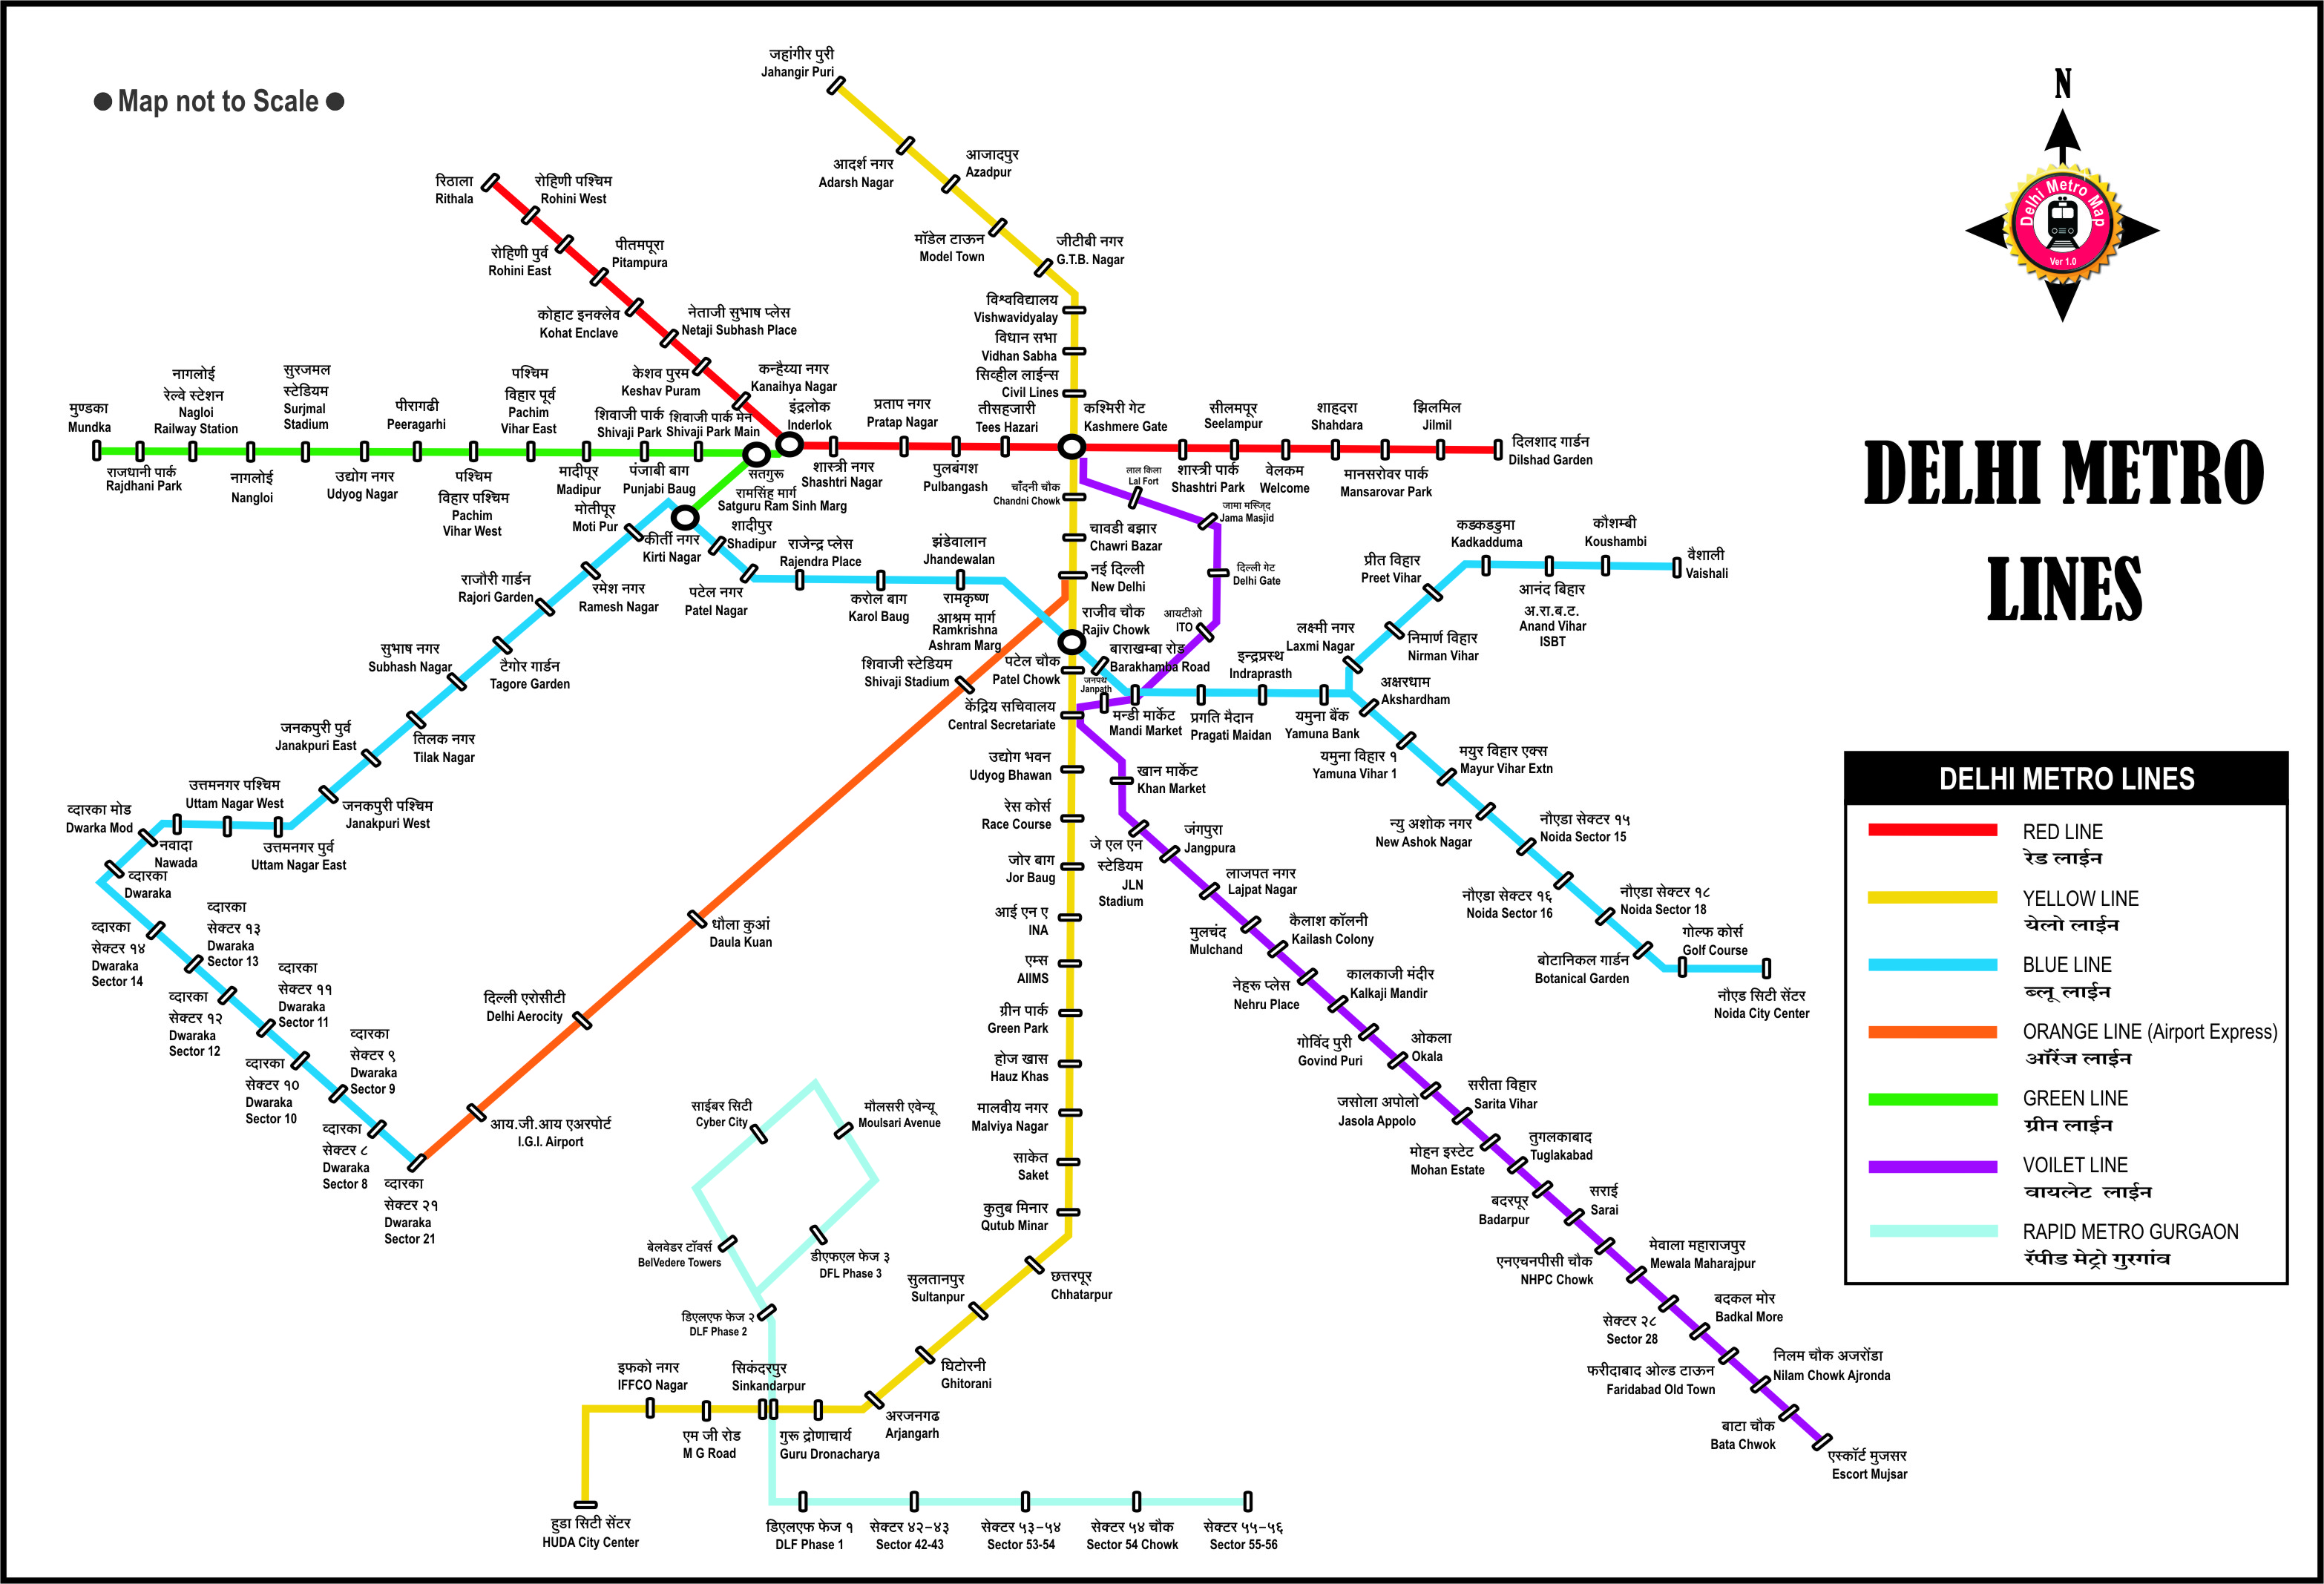 ● Map not to Scale ●
N
Delhi Metro Map
Ver 1.0
DELHI METRO
LINES
जहांगीर पुरी
Jahangir Puri
आदर्श नगर
Adarsh Nagar
आजादपुर
Azadpur
मॉडेल टाऊन
Model Town
जीटीबी नगर
G.T.B. Nagar
विश्वविद्यालय
Vishwavidyalay
विधान सभा
Vidhan Sabha
सिव्हील लाईन्स
Civil Lines
रिठाला
Rithala
रोहिणी पश्चिम
Rohini West
रोहिणी पुर्व
Rohini East
पीतमपूरा
Pitampura
कोहाट इनक्लेव
Kohat Enclave
नेताजी सुभाष प्लेस
Netaji Subhash Place
केशव पुरम
Keshav Puram
कन्हैय्या नगर
Kanaihya Nagar
इंद्रलोक
Inderlok
शास्त्री नगर
Shashtri Nagar
प्रताप नगर
Pratap Nagar
पुलबंगश
Pulbangash
तीसहजारी
Tees Hazari
कश्मिरी गेट
Kashmere Gate
शास्त्री पार्क
Shashtri Park
सीलमपूर
Seelampur
वेलकम
Welcome
शाहदरा
Shahdara
मानसरोवर पार्क
Mansarovar Park
झिलमिल
Jilmil
दिलशाद गार्डन
Dilshad Garden
मुण्डका
Mundka
राजधानी पार्क
Rajdhani Park
नागलोई
रेल्वे स्टेशन
Nagloi
Railway Station
नागलोई
Nangloi
सुरजमल
स्टेडियम
Surjmal
Stadium
उद्योग नगर
Udyog Nagar
पीरागढी
Peeragarhi
पश्चिम
विहार पश्चिम
Pachim
Vihar West
पश्चिम
विहार पूर्व
Pachim
Vihar East
मादीपूर
Madipur
शिवाजी पार्क
Shivaji Park
पंजाबी बाग
Punjabi Baug
शिवाजी पार्क मेन
Shivaji Park Main
सतगुरू
रामसिंह मार्ग
Satguru Ram Sinh Marg
मोतीपूर
Moti Pur
कीर्ती नगर
Kirti Nagar
शादीपुर
Shadipur
पटेल नगर
Patel Nagar
राजेन्द्र प्लेस
Rajendra Place
करोल बाग
Karol Baug
झंडेवालान
Jhandewalan
रामकृष्ण
आश्रम मार्ग
Ramkrishna
Ashram Marg
राजीव चौक
Rajiv Chowk
बाराखम्बा रोड
Barakhamba Road
मन्डी मार्केट
Mandi Market
प्रगति मैदान
Pragati Maidan
इन्द्रप्रस्थ
Indraprasth
यमुना बैंक
Yamuna Bank
लक्ष्मी नगर
Laxmi Nagar
निमार्ण विहार
Nirman Vihar
प्रीत विहार
Preet Vihar
कडकडडुमा
Kadkadduma
आनंद बिहार
अ.रा.ब.ट.
Anand Vihar
ISBT
कौशम्बी
Koushambi
वैशाली
Vaishali
अक्षरधाम
Akshardham
यमुना विहार १
Yamuna Vihar 1
मयुर विहार एक्स
Mayur Vihar Extn
न्यु अशोक नगर
New Ashok Nagar
नौएडा सेक्टर १५
Noida Sector 15
नौएडा सेक्टर १६
Noida Sector 16
नौएडा सेक्टर १८
Noida Sector 18
बोटानिकल गार्डन
Botanical Garden
गोल्फ कोर्स
Golf Course
नौएड सिटी सेंटर
Noida City Center
रमेश नगर
Ramesh Nagar
राजौरी गार्डन
Rajori Garden
टैगोर गार्डन
Tagore Garden
सुभाष नगर
Subhash Nagar
तिलक नगर
Tilak Nagar
जनकपुरी पुर्व
Janakpuri East
जनकपुरी पश्चिम
Janakpuri West
उत्तमनगर पुर्व
Uttam Nagar East
उत्तमनगर पश्चिम
Uttam Nagar West
नवादा
Nawada
व्दारका मोड
Dwarka Mod
व्दारका
Dwaraka
व्दारका
सेक्टर १४
Dwaraka
Sector 14
व्दारका
सेक्टर १३
Dwaraka
Sector 13
व्दारका
सेक्टर १२
Dwaraka
Sector 12
व्दारका
सेक्टर ११
Dwaraka
Sector 11
व्दारका
सेक्टर १०
Dwaraka
Sector 10
व्दारका
सेक्टर ९
Dwaraka
Sector 9
व्दारका
सेक्टर ८
Dwaraka
Sector 8
व्दारका
सेक्टर २१
Dwaraka
Sector 21
आय.जी.आय एअरपोर्ट
I.G.I. Airport
दिल्ली एरोसीटी
Delhi Aerocity
धौला कुआं
Daula Kuan
शिवाजी स्टेडियम
Shivaji Stadium
नई दिल्ली
New Delhi
चावडी बझार
Chawri Bazar
चाँदनी चौक
Chandni Chowk
लाल किला
Lal Fort
जामा मस्जिद
Jama Masjid
दिल्ली गेट
Delhi Gate
आयटीओ
ITO
जनपथ
Janpath
पटेल चौक
Patel Chowk
केंद्रिय सचिवालय
Central Secretariate
उद्योग भवन
Udyog Bhawan
रेस कोर्स
Race Course
जोर बाग
Jor Baug
आई एन ए
INA
एम्स
AIIMS
ग्रीन पार्क
Green Park
होज खास
Hauz Khas
मालवीय नगर
Malviya Nagar
साकेत
Saket
कुतुब मिनार
Qutub Minar
छत्तरपूर
Chhatarpur
सुलतानपुर
Sultanpur
घिटोरनी
Ghitorani
अरजनगढ
Arjangarh
गुरू द्रोणाचार्य
Guru Dronacharya
सिकंदरपुर
Sinkandarpur
एम जी रोड
M G Road
इफको नगर
IFFCO Nagar
हुडा सिटी सेंटर
HUDA City Center
खान मार्केट
Khan Market
जे एल एन
स्टेडियम
JLN
Stadium
जंगपुरा
Jangpura
लाजपत नगर
Lajpat Nagar
मुलचंद
Mulchand
कैलाश कॉलनी
Kailash Colony
नेहरू प्लेस
Nehru Place
कालकाजी मंदीर
Kalkaji Mandir
गोविंद पुरी
Govind Puri
ओकला
Okala
जसोला अपोलो
Jasola Appolo
सरीता विहार
Sarita Vihar
मोहन इस्टेट
Mohan Estate
तुगलकाबाद
Tuglakabad
बदरपूर
Badarpur
सराई
Sarai
एनएचनपीसी चौक
NHPC Chowk
मेवाला महाराजपुर
Mewala Maharajpur
सेक्टर २८
Sector 28
बदकल मोर
Badkal More
फरीदाबाद ओल्ड टाऊन
Faridabad Old Town
निलम चौक अजरोंडा
Nilam Chowk Ajronda
बाटा चौक
Bata Chwok
एस्कॉर्ट मुजसर
Escort Mujsar
साईबर सिटी
Cyber City
मौलसरी एवेन्यू
Moulsari Avenue
बेलवेडर टॉवर्स
BelVedere Towers
डीएफएल फेज ३
DFL Phase 3
डिएलएफ फेज २
DLF Phase 2
डिएलएफ फेज १
DLF Phase 1
सेक्टर ४२–४३
Sector 42-43
सेक्टर ५३–५४
Sector 53-54
सेक्टर ५४ चौक
Sector 54 Chowk
सेक्टर ५५–५६
Sector 55-56
DELHI METRO LINES
RED LINE
रेड लाईन
YELLOW LINE
येलो लाईन
BLUE LINE
ब्लू लाईन
ORANGE LINE (Airport Express)
ऑरेंज लाईन
GREEN LINE
ग्रीन लाईन
VOILET LINE
वायलेट लाईन
RAPID METRO GURGAON
रॅपीड मेट्रो गुरगांव